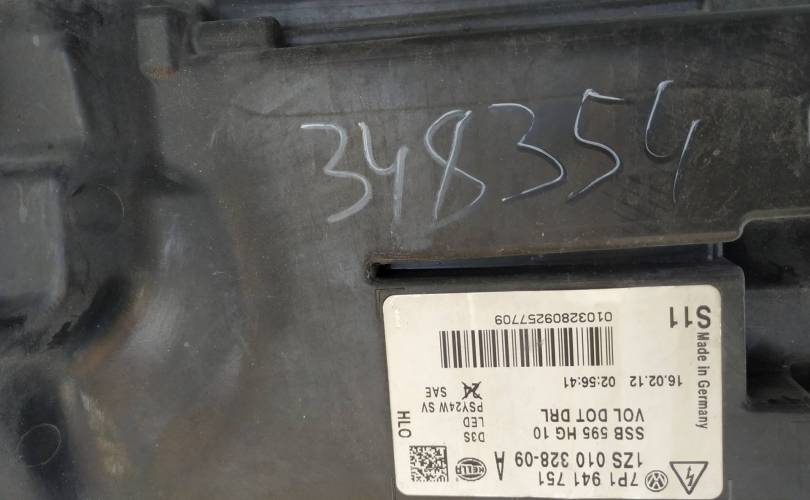 348354
7P1 941 751
1ZS 010 328-09 A
HELLA
SSB 595 HG 10
VOL DOT DRL
D3S
LED
PSY24W SV
24
SAE
HLO
16.02.12 02:56:41
Made in Germany
01032809257709
S11